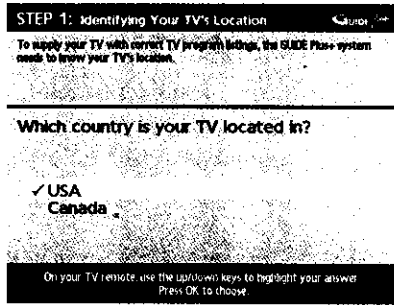 STEP 1: Identifying Your TV's Location GUIDE Plus+
To supply your TV with correct TV program listings, the GUIDE Plus+ system
needs to know your TV's location.
Which country is your TV located in?
✓ USA
Canada
On your TV remote, use the up/down keys to highlight your answer
Press OK to choose.